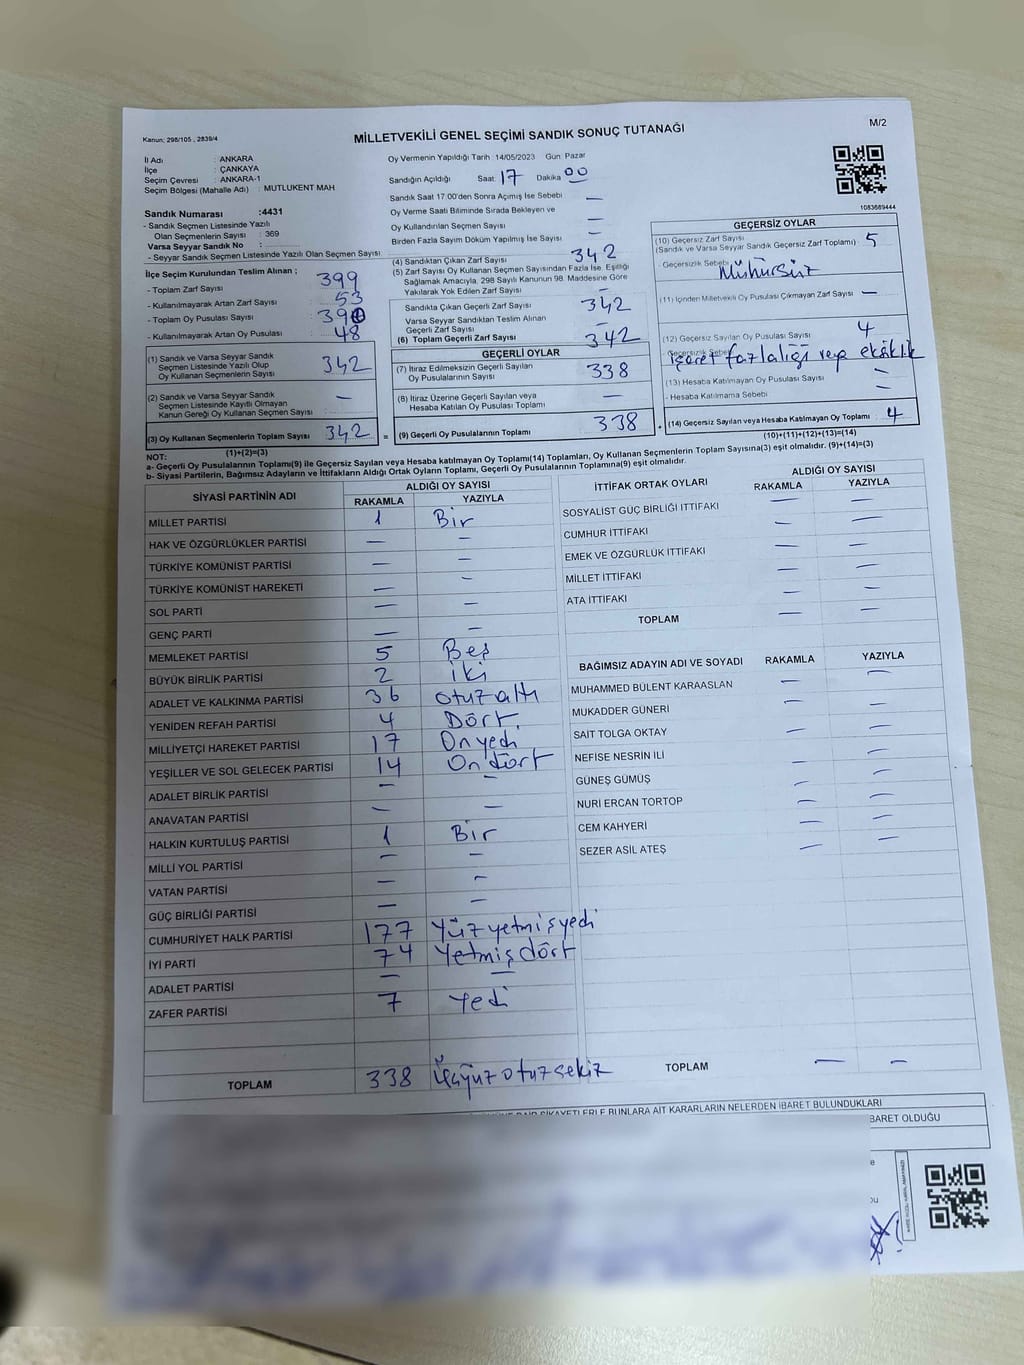 Kanun: 298/105 , 2839/4
MİLLETVEKİLİ GENEL SEÇİMİ SANDIK SONUÇ TUTANAĞI
M/2
İl Adı : ANKARA
İlçe : ÇANKAYA
Seçim Çevresi : ANKARA-1
Seçim Bölgesi (Mahalle Adı) : MUTLUKENT MAH
Sandık Numarası :4431
- Sandık Seçmen Listesinde Yazılı
Olan Seçmenlerin Sayısı : 369
Varsa Seyyar Sandık No :
- Seyyar Sandık Seçmen Listesinde Yazılı Olan Seçmen Sayısı
İlçe Seçim Kurulundan Teslim Alınan ;
- Toplam Zarf Sayısı : 399
- Kullanılmayarak Artan Zarf Sayısı : 53
- Toplam Oy Pusulası Sayısı : 390
- Kullanılmayarak Artan Oy Pusulası : 48
(1) Sandık ve Varsa Seyyar Sandık
Seçmen Listesinde Yazılı Olup
Oy Kullanan Seçmenlerin Sayısı : 342
(2) Sandık ve Varsa Seyyar Sandık
Seçmen Listesinde Kayıtlı Olmayan
Kanun Gereği Oy Kullanan Seçmen Sayısı : —
(3) Oy Kullanan Seçmenlerin Toplam Sayısı : 342
(1)+(2)=(3)
Oy Vermenin Yapıldığı Tarih 14/05/2023 Gün: Pazar
Sandığın Açıldığı Saat: 17 Dakika 00
Sandık Saat 17.00'den Sonra Açımış İse Sebebi —
Oy Verme Saati Bitiminde Sırada Bekleyen ve
Oy Kullandırılan Seçmen Sayısı —
Birden Fazla Sayım Döküm Yapılmış İse Sayısı —
(4) Sandıktan Çıkan Zarf Sayısı 342
(5) Zarf Sayısı Oy Kullanan Seçmen Sayısından Fazla İse, Eşitliği
Sağlamak Amacıyla, 298 Sayılı Kanunun 98. Maddesine Göre
Yakılarak Yok Edilen Zarf Sayısı —
Sandıkta Çıkan Geçerli Zarf Sayısı 342
Varsa Seyyar Sandıktan Teslim Alınan
Geçerli Zarf Sayısı —
(6) Toplam Geçerli Zarf Sayısı 342
GEÇERLİ OYLAR
(7) İtiraz Edilmeksizin Geçerli Sayılan
Oy Pusulalarının Sayısı 338
(8) İtiraz Üzerine Geçerli Sayılan veya
Hesaba Katılan Oy Pusulası Toplamı —
= (9) Geçerli Oy Pusulalarının Toplamı 338
1083689444
GEÇERSİZ OYLAR
(10) Geçersiz Zarf Sayısı
(Sandık ve Varsa Seyyar Sandık Geçersiz Zarf Toplamı) 5
- Geçersizlik Sebebi Mühürsüz
(11) İçinden Milletvekili Oy Pusulası Çıkmayan Zarf Sayısı —
(12) Geçersiz Sayılan Oy Pusulası Sayısı 4
- Geçersizlik Sebebi işaret fazlalığı veya eksiklik
(13) Hesaba Katılmayan Oy Pusulası Sayısı —
- Hesaba Katılmama Sebebi —
(14) Geçersiz Sayılan veya Hesaba Katılmayan Oy Toplamı 4
(10)+(11)+(12)+(13)=(14)
NOT:
a- Geçerli Oy Pusulalarının Toplamı(9) ile Geçersiz Sayılan veya Hesaba Katılmayan Oy Toplamı(14) Toplamları, Oy Kullanan Seçmenlerin Toplam Sayısına(3) eşit olmalıdır. (9)+(14)=(3)
b- Siyasi Partilerin, Bağımsız Adayların ve İttifakların Aldığı Ortak Oyların Toplamı, Geçerli Oy Pusulalarının Toplamına(9) eşit olmalıdır.
SİYASİ PARTİNİN ADI ALDIĞI OY SAYISI
RAKAMLA YAZIYLA
MİLLET PARTİSİ 1 Bir
HAK VE ÖZGÜRLÜKLER PARTİSİ — —
TÜRKİYE KOMÜNİST PARTİSİ — —
TÜRKİYE KOMÜNİST HAREKETİ — —
SOL PARTİ — —
GENÇ PARTİ — —
MEMLEKET PARTİSİ 5 Beş
BÜYÜK BİRLİK PARTİSİ 2 iki
ADALET VE KALKINMA PARTİSİ 36 otuzaltı
YENİDEN REFAH PARTİSİ 4 Dört
MİLLİYETÇİ HAREKET PARTİSİ 17 Onyedi
YEŞİLLER VE SOL GELECEK PARTİSİ 14 Ondört
ADALET BİRLİK PARTİSİ — —
ANAVATAN PARTİSİ — —
HALKIN KURTULUŞ PARTİSİ 1 Bir
MİLLİ YOL PARTİSİ — —
VATAN PARTİSİ — —
GÜÇ BİRLİĞİ PARTİSİ — —
CUMHURİYET HALK PARTİSİ 177 Yüzyetmişyedi
İYİ PARTİ 74 Yetmişdört
ADALET PARTİSİ — —
ZAFER PARTİSİ 7 Yedi
TOPLAM 338 Üçyüzotuzsekiz
İTTİFAK ORTAK OYLARI ALDIĞI OY SAYISI
RAKAMLA YAZIYLA
SOSYALİST GÜÇ BİRLİĞİ İTTİFAKI — —
CUMHUR İTTİFAKI — —
EMEK VE ÖZGÜRLÜK İTTİFAKI — —
MİLLET İTTİFAKI — —
ATA İTTİFAKI — —
TOPLAM — —
BAĞIMSIZ ADAYIN ADI VE SOYADI RAKAMLA YAZIYLA
MUHAMMED BÜLENT KARAASLAN — —
MUKADDER GÜNERİ — —
SAİT TOLGA OKTAY — —
NEFİSE NESRİN İLİ — —
GÜNEŞ GÜMÜŞ — —
NURİ ERCAN TORTOP — —
CEM KAHYERİ — —
SEZER ASİL ATEŞ — —
TOPLAM — —
ŞİKAYETLERLE BUNLARA AİT KARARLARIN NELERDEN İBARET BULUNDUKLARI
BARET OLDUĞU